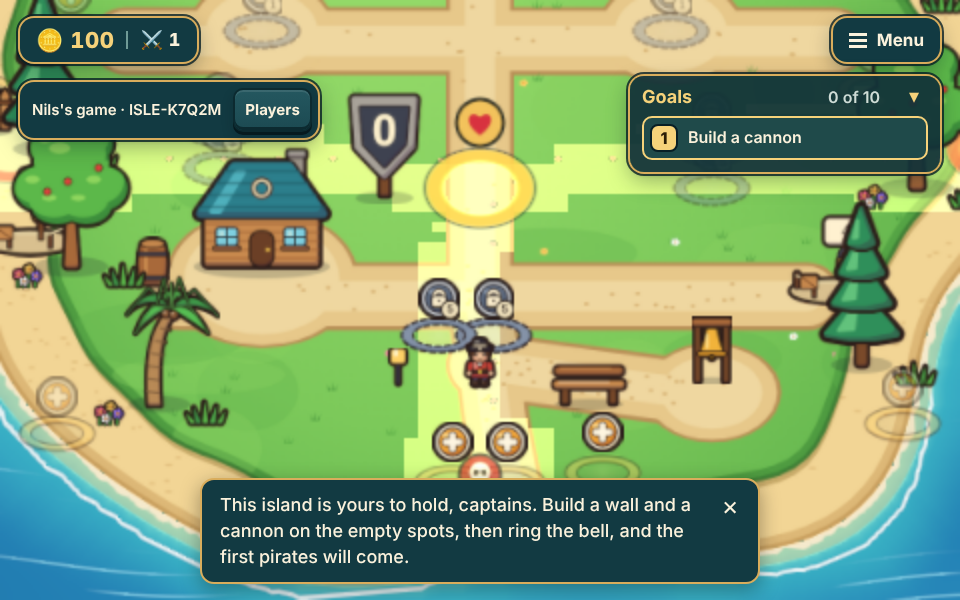 100 | 1
Menu
Nils's game · ISLE-K7Q2M
Players
Goals
0 of 10
1 Build a cannon
0
This island is yours to hold, captains. Build a wall and a
cannon on the empty spots, then ring the bell, and the
first pirates will come.